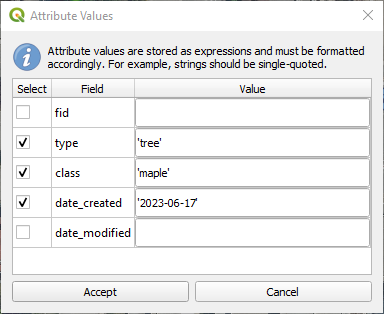 Attribute Values
Attribute values are stored as expressions and must be formatted
accordingly. For example, strings should be single-quoted.
Select Field Value
fid
type 'tree'
class 'maple'
date_created '2023-06-17'
date_modified
Accept Cancel